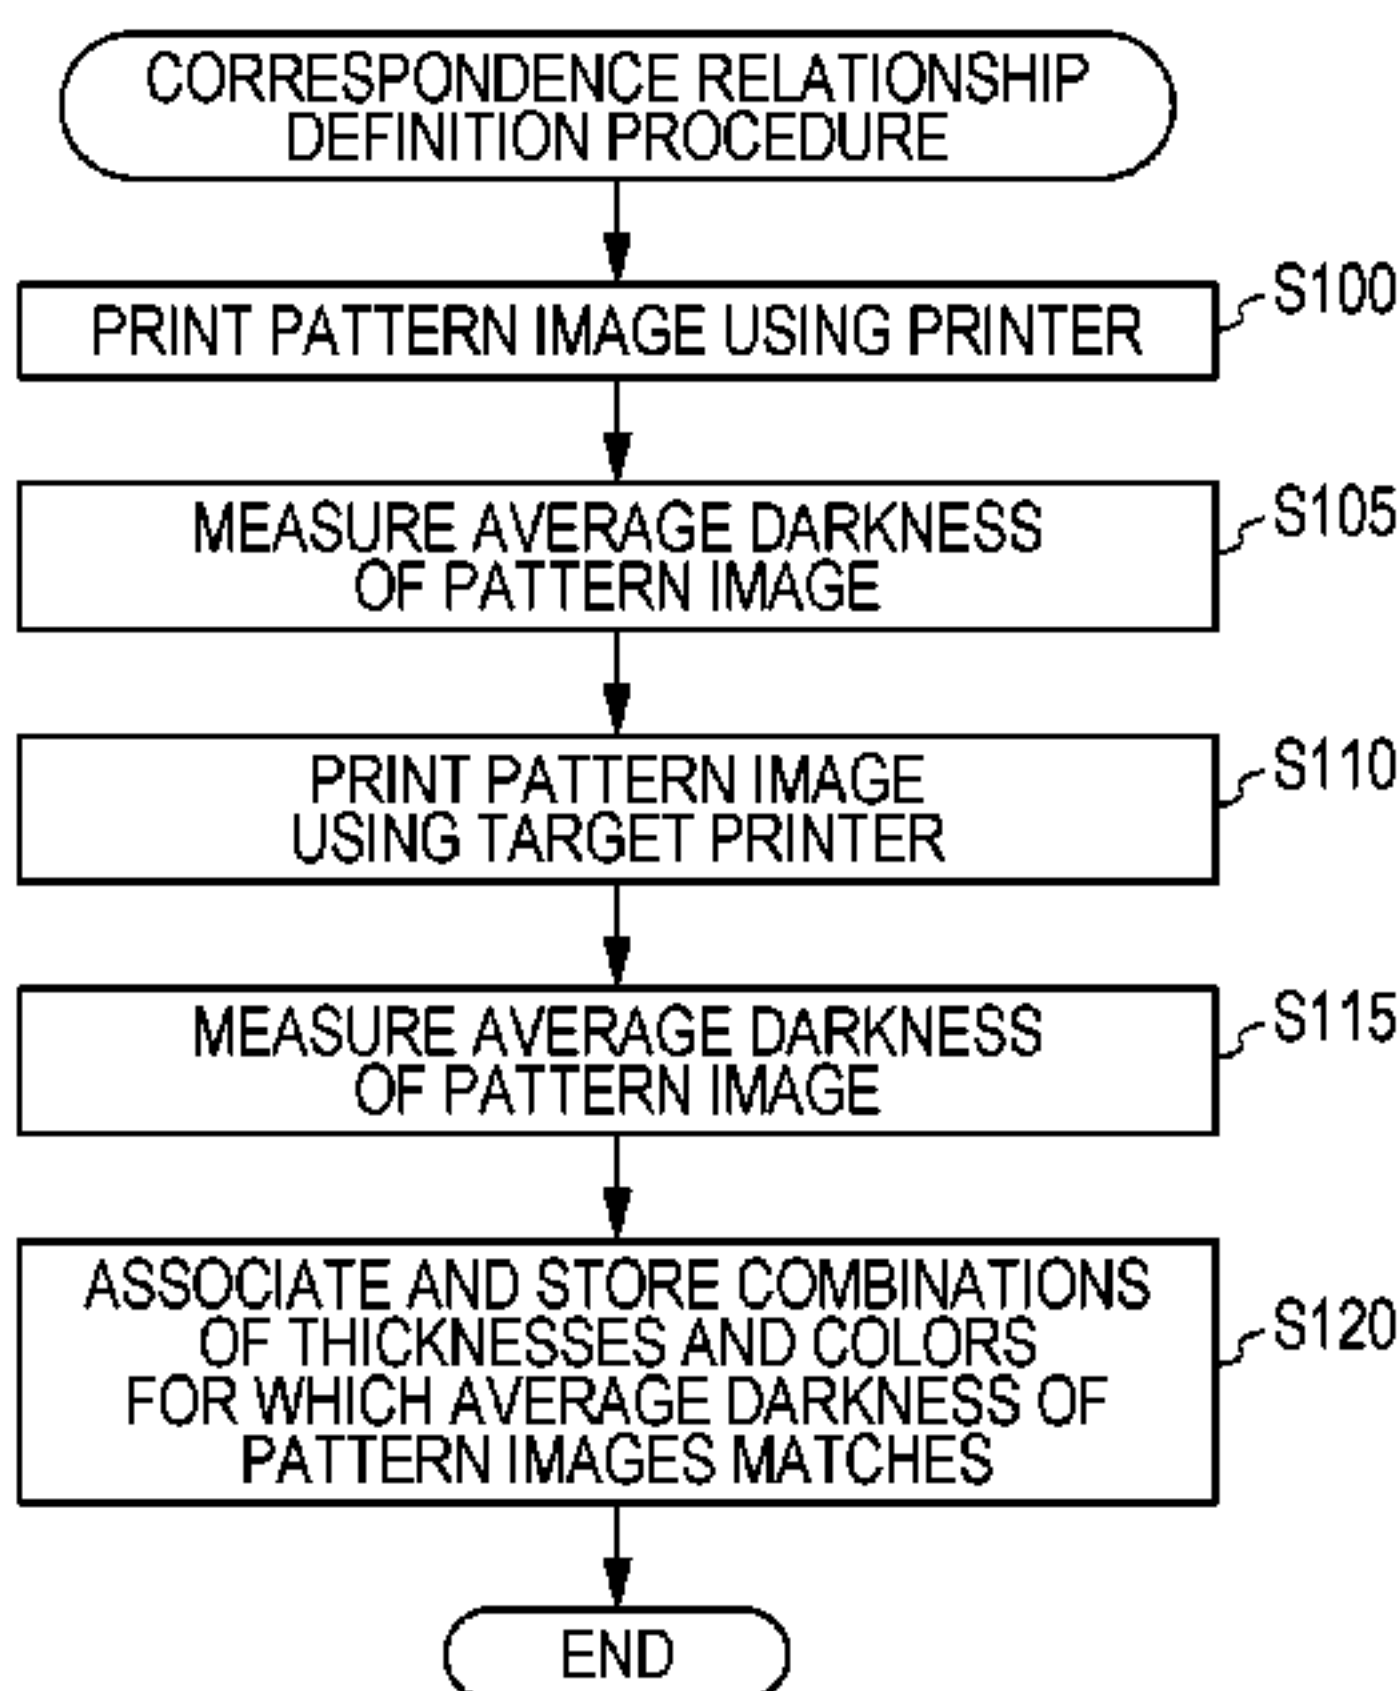 CORRESPONDENCE RELATIONSHIP
DEFINITION PROCEDURE
PRINT PATTERN IMAGE USING PRINTER
S100
MEASURE AVERAGE DARKNESS
OF PATTERN IMAGE
S105
PRINT PATTERN IMAGE
USING TARGET PRINTER
S110
MEASURE AVERAGE DARKNESS
OF PATTERN IMAGE
S115
ASSOCIATE AND STORE COMBINATIONS
OF THICKNESSES AND COLORS
FOR WHICH AVERAGE DARKNESS OF
PATTERN IMAGES MATCHES
S120
END